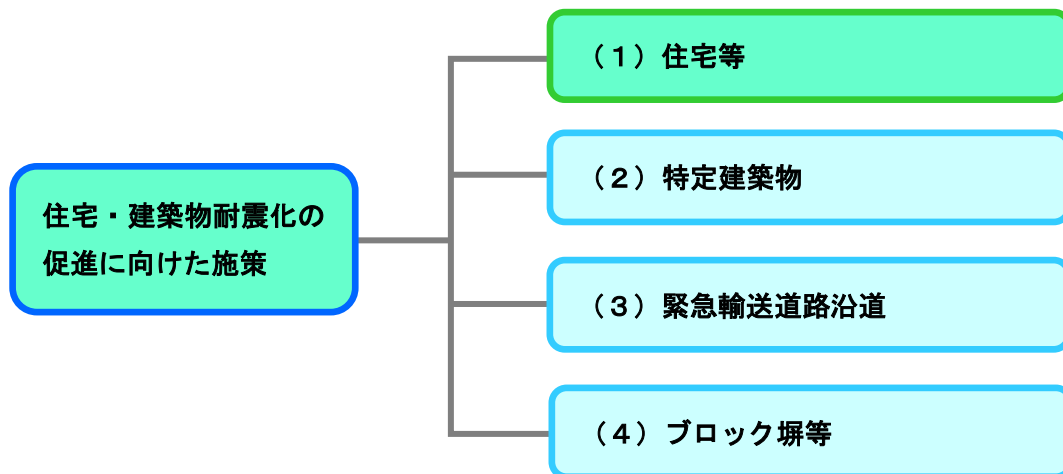 住宅・建築物耐震化の
促進に向けた施策
（１）住宅等
（２）特定建築物
（３）緊急輸送道路沿道
（４）ブロック塀等